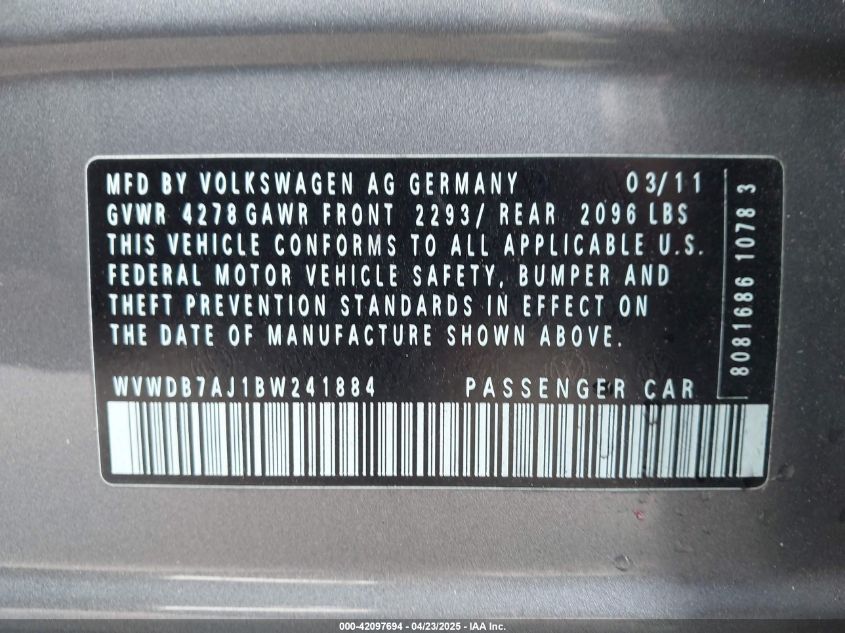 MFD BY VOLKSWAGEN AG GERMANY 03/11
GVWR 4278 GAWR FRONT 2293/ REAR 2096 LBS
THIS VEHICLE CONFORMS TO ALL APPLICABLE U.S.
FEDERAL MOTOR VEHICLE SAFETY, BUMPER AND
THEFT PREVENTION STANDARDS IN EFFECT ON
THE DATE OF MANUFACTURE SHOWN ABOVE.
WVWDB7AJ1BW241884 PASSENGER CAR
8081686 1078 3
000-42097694 - 04/23/2025 - IAA Inc.